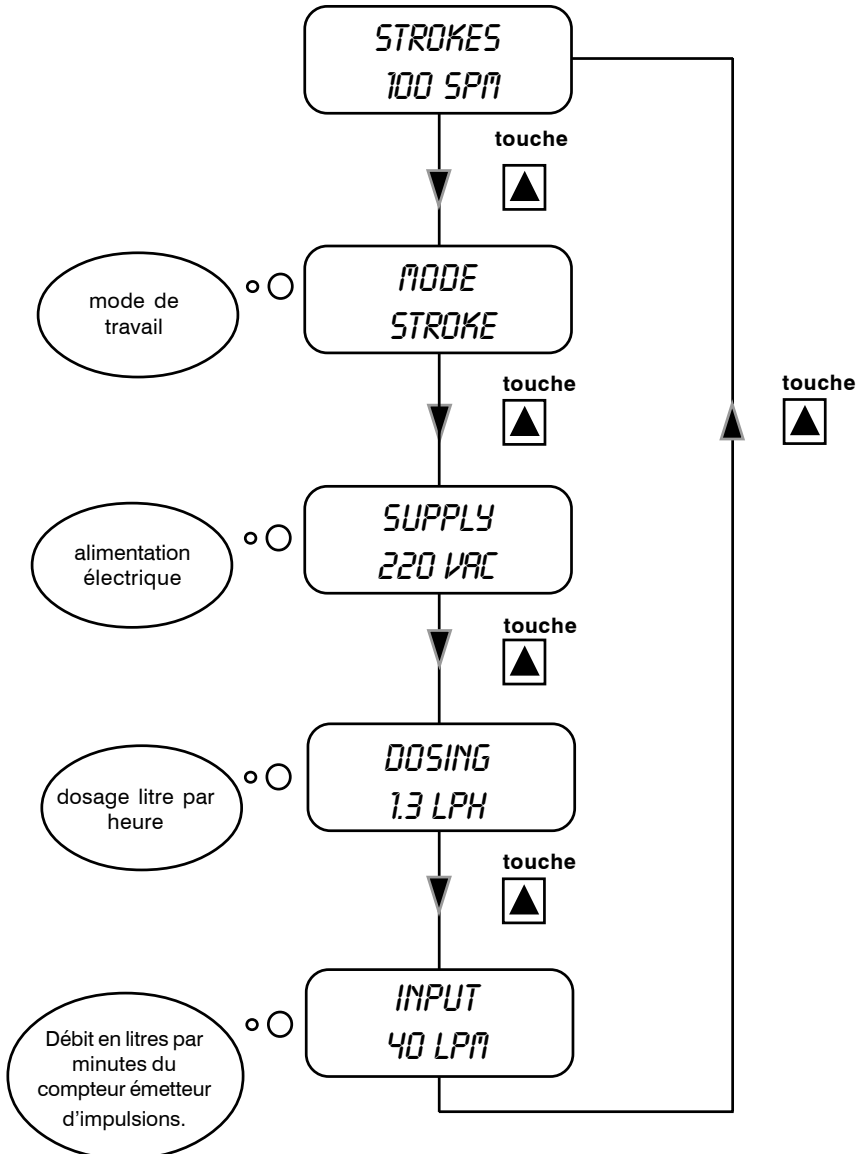 STROKES
100 SPM
touche
mode de
travail
MODE
STROKE
touche
touche
alimentation
électrique
SUPPLY
220 VAC
touche
dosage litre par
heure
DOSING
1.3 LPH
touche
Débit en litres par
minutes du
compteur émetteur
d'impulsions.
INPUT
40 LPM